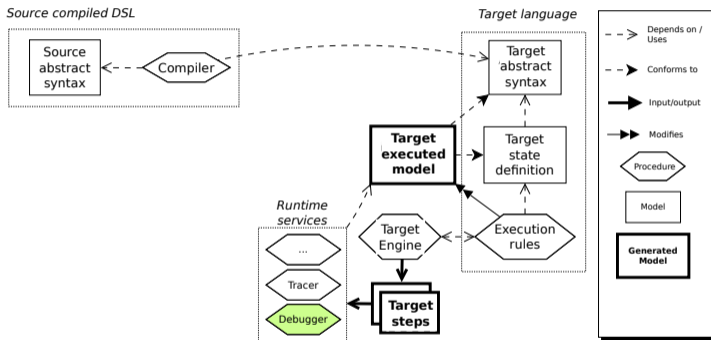 Source compiled DSL
Target language
Source
abstract
syntax
Compiler
Target
abstract
syntax
Target
executed
model
Target
state
definition
Runtime
services
...
Tracer
Debugger
Target
Engine
Execution
rules
Target
steps
Depends on /
Uses
Conforms to
Input/output
Modifies
Procedure
Model
Generated
Model